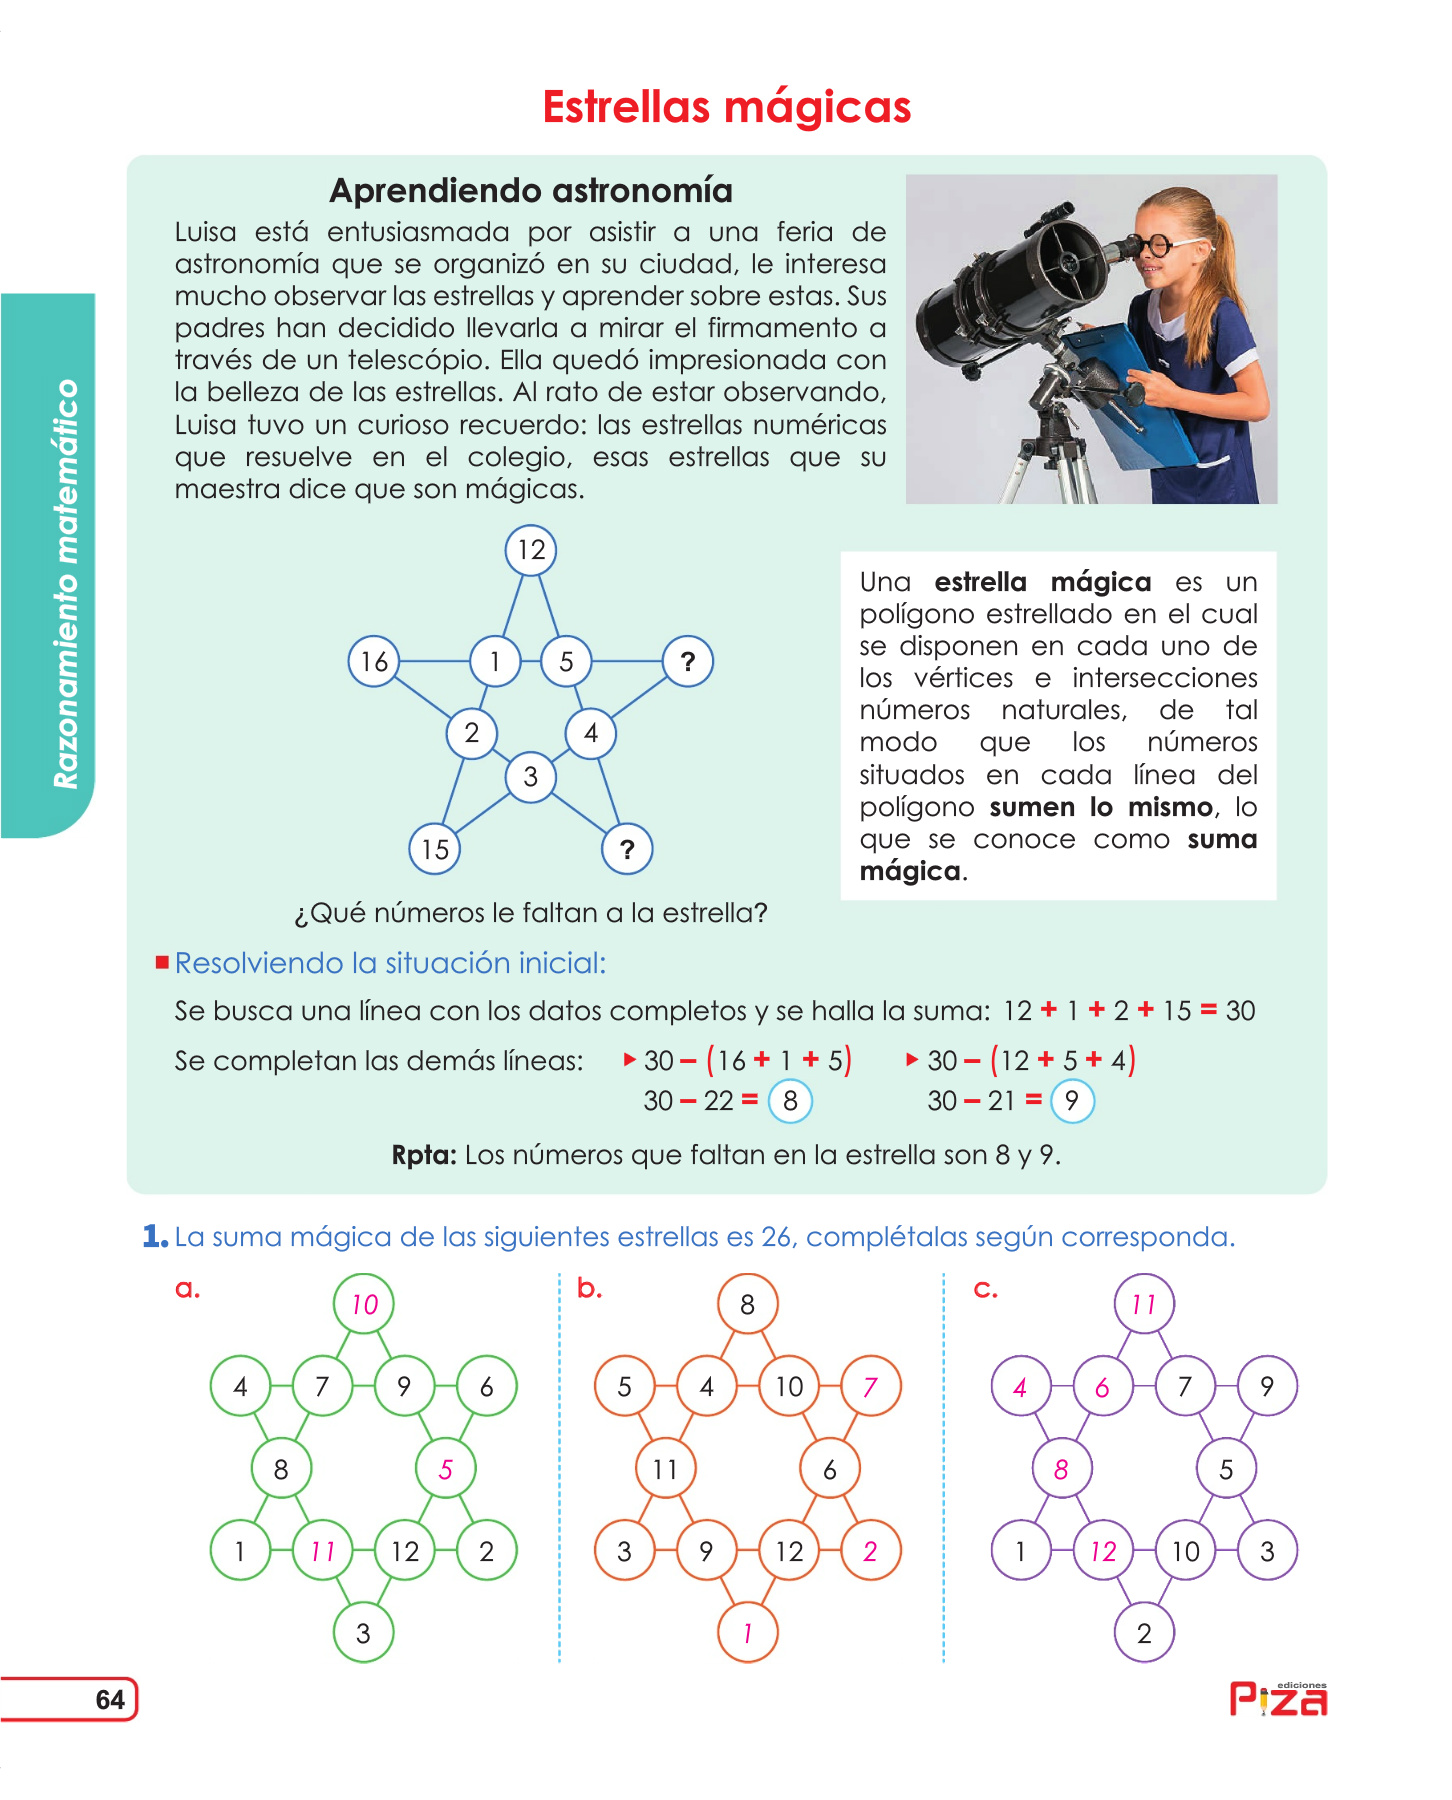 Estrellas mágicas
Aprendiendo astronomía
Luisa está entusiasmada por asistir a una feria de
astronomía que se organizó en su ciudad, le interesa
mucho observar las estrellas y aprender sobre estas. Sus
padres han decidido llevarla a mirar el firmamento a
través de un telescópio. Ella quedó impresionada con
la belleza de las estrellas. Al rato de estar observando,
Luisa tuvo un curioso recuerdo: las estrellas numéricas
que resuelve en el colegio, esas estrellas que su
maestra dice que son mágicas.
Razonamiento matemático
12
16 1 5 ?
2 4
3
15 ?
¿Qué números le faltan a la estrella?
Una estrella mágica es un
polígono estrellado en el cual
se disponen en cada uno de
los vértices e intersecciones
números naturales, de tal
modo que los números
situados en cada línea del
polígono sumen lo mismo, lo
que se conoce como suma
mágica.
Resolviendo la situación inicial:
Se busca una línea con los datos completos y se halla la suma: 12 + 1 + 2 + 15 = 30
Se completan las demás líneas: 30 – (16 + 1 + 5) 30 – (12 + 5 + 4)
30 – 22 = 8 30 – 21 = 9
Rpta: Los números que faltan en la estrella son 8 y 9.
1. La suma mágica de las siguientes estrellas es 26, complétalas según corresponda.
a.
10
4 7 9 6
8 5
1 11 12 2
3
b.
8
5 4 10 7
11 6
3 9 12 2
1
c.
11
4 6 7 9
8 5
1 12 10 3
2
64
ediciones
Piza